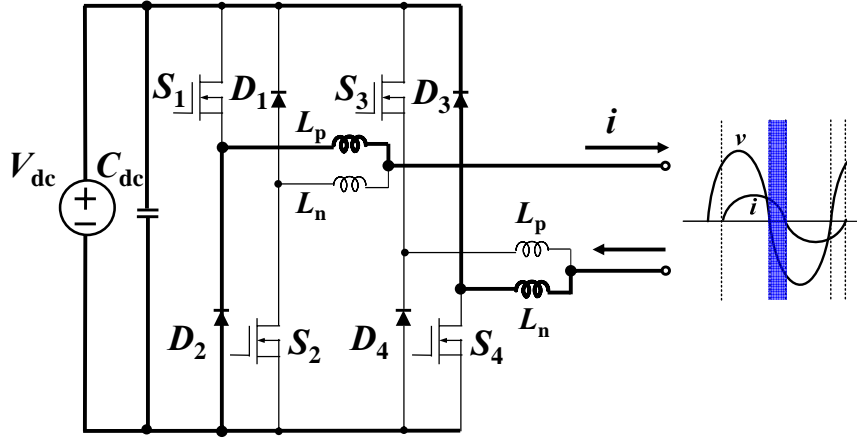 S1
D1
S3
D3
i
Lp
v
Vdc
Cdc
+
−
Ln
i
Lp
D2
S2
D4
S4
Ln